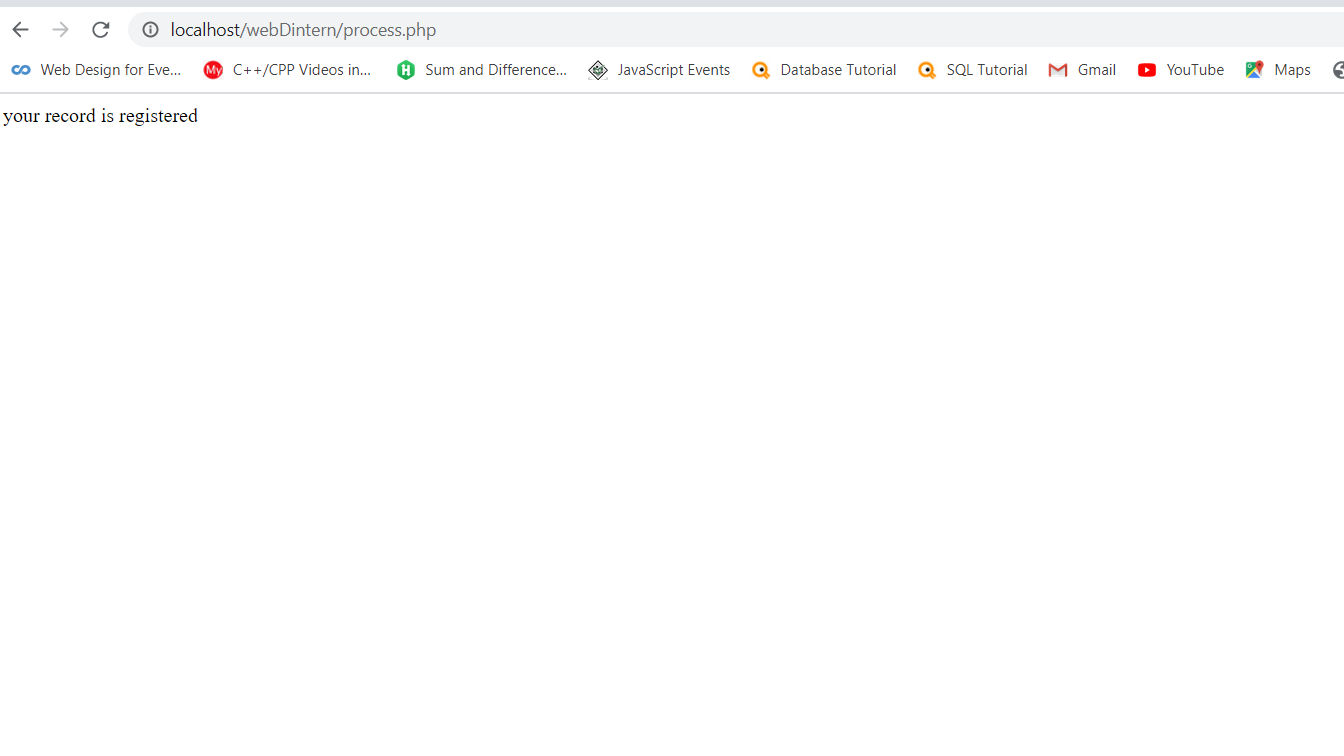 localhost/webDintern/process.php
Web Design for Eve... My C++/CPP Videos in... H Sum and Difference... JavaScript Events Database Tutorial SQL Tutorial Gmail YouTube Maps
your record is registered